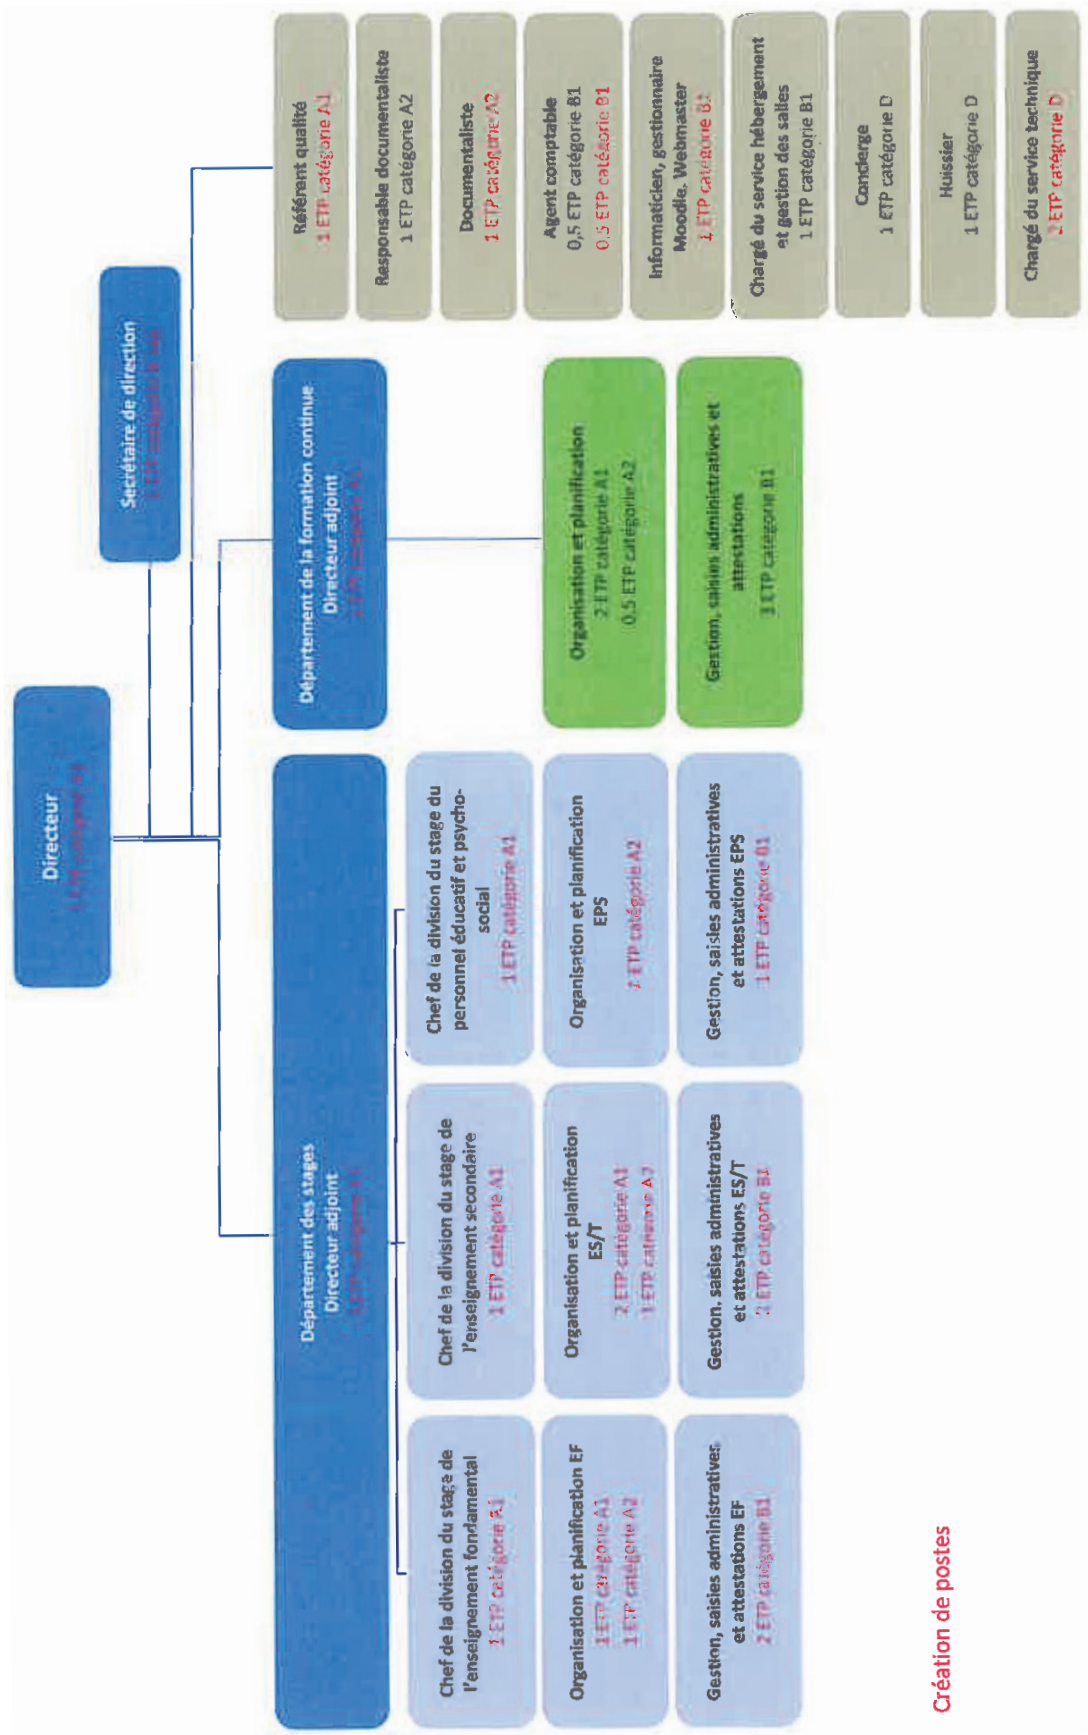 Directeur
Secrétaire de direction
Département des stages
Directeur adjoint
Département de la formation continue
Directeur adjoint
Chef de la division du stage de
l'enseignement fondamental
1 ETP catégorie A1
Organisation et planification EF
1 ETP catégorie A1
1 ETP catégorie A2
Gestion, saisies administratives
et attestations EF
2 ETP catégorie B1
Chef de la division du stage de
l'enseignement secondaire
1 ETP catégorie A1
Organisation et planification
ES/T
2 ETP catégorie A1
1 ETP catégorie A2
Gestion, saisies administratives
et attestations ES/T
ETP catégorie B1
Chef de la division du stage du
personnel éducatif et psycho-
social
1 ETP catégorie A1
Organisation et planification
EPS
ETP catégorie A2
Gestion, saisies administratives
et attestations EPS
1 ETP catégorie B1
Organisation et planification
2 ETP catégorie A1
0,5 ETP catégorie A2
Gestion, saisies administratives et
attestations
3 ETP catégorie B1
Référent qualité
1 ETP catégorie A1
Responsable documentaliste
1 ETP catégorie A2
Documentaliste
1 ETP catégorie A2
Agent comptable
0,5 ETP catégorie B1
0,5 ETP catégorie B1
Informaticien, gestionnaire
Moodle, Webmaster
1 ETP catégorie B1
Chargé du service hébergement
et gestion des salles
1 ETP catégorie B1
Concierge
1 ETP catégorie D
Huissier
1 ETP catégorie D
Chargé du service technique
2 ETP catégorie D
Création de postes